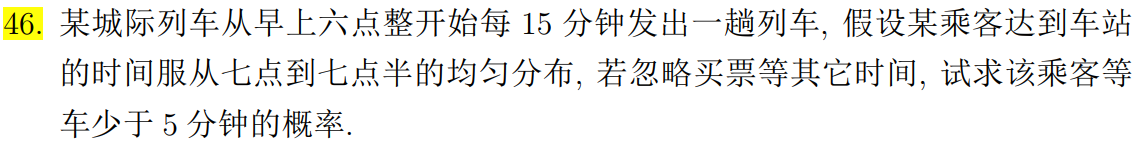 46. 某城际列车从早上六点整开始每 15 分钟发出一趟列车, 假设某乘客达到车站
的时间服从七点到七点半的均匀分布, 若忽略买票等其它时间, 试求该乘客等
车少于 5 分钟的概率.